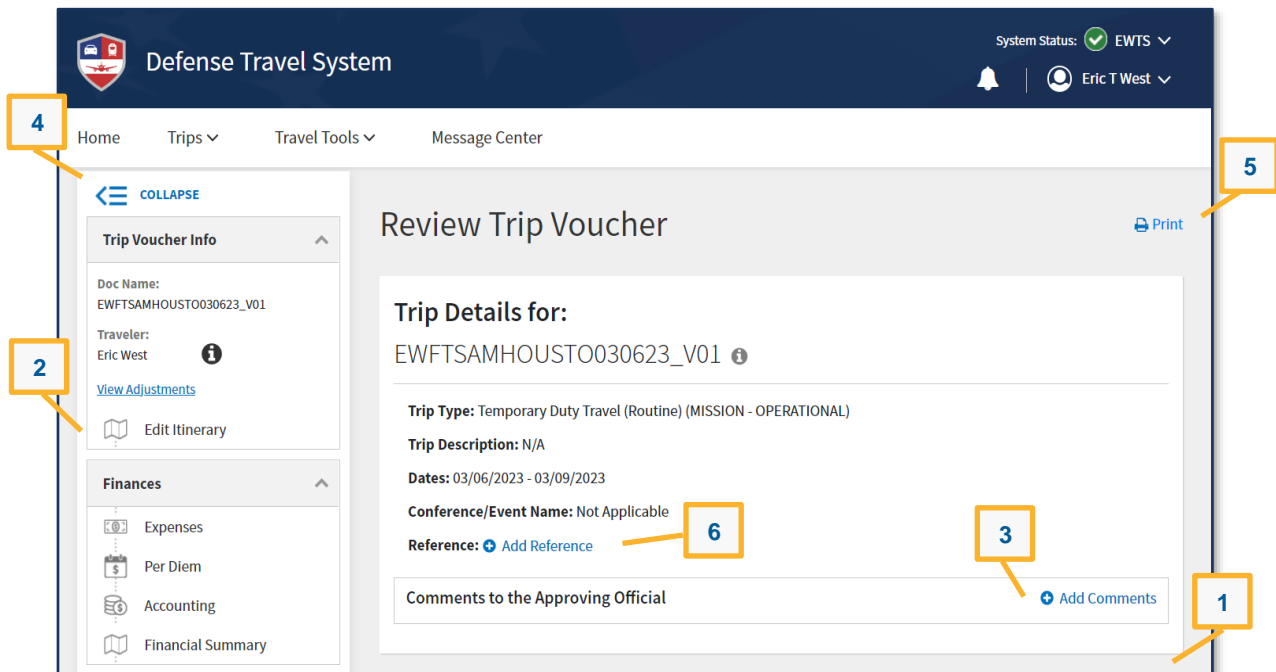 System Status: EWTS
Defense Travel System
Eric T West
4
Home Trips Travel Tools Message Center
5
COLLAPSE
Trip Voucher Info
Doc Name:
EWFTSAMHOUSTO030623_V01
Traveler:
Eric West
2
View Adjustments
Edit Itinerary
Finances
Expenses
Per Diem
Accounting
Financial Summary
Review Trip Voucher
Print
Trip Details for:
EWFTSAMHOUSTO030623_V01
Trip Type: Temporary Duty Travel (Routine) (MISSION - OPERATIONAL)
Trip Description: N/A
Dates: 03/06/2023 - 03/09/2023
Conference/Event Name: Not Applicable
Reference: Add Reference
6
3
Comments to the Approving Official Add Comments
1